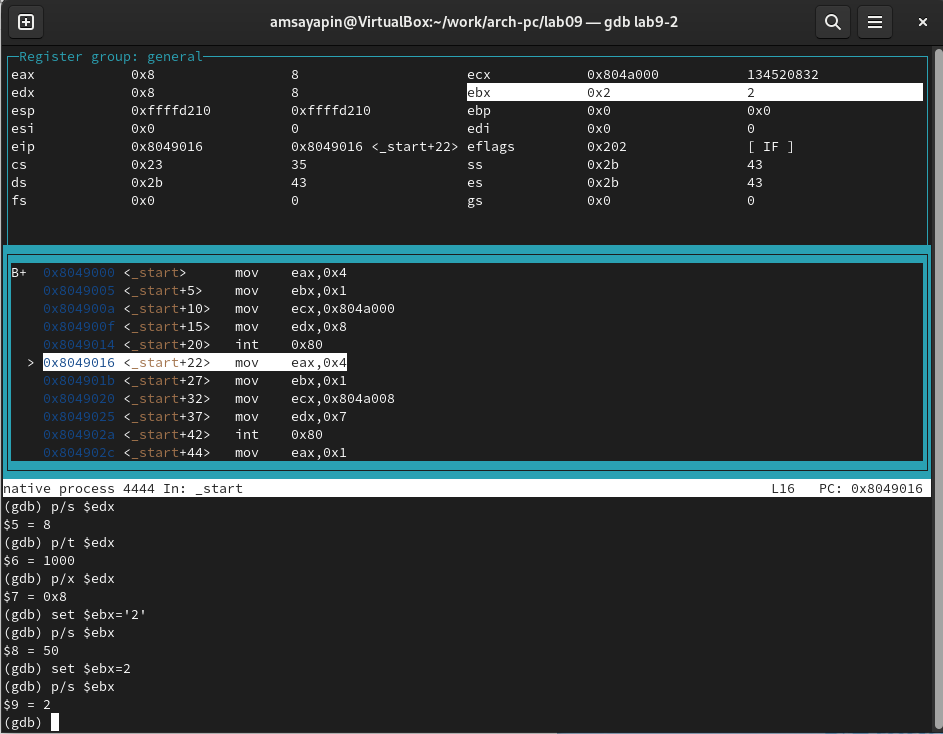 amsayapin@VirtualBox:~/work/arch-pc/lab09 — gdb lab9-2
Register group: general
eax 0x8 8 ecx 0x804a000 134520832
edx 0x8 8 ebx 0x2 2
esp 0xffffd210 0xffffd210 ebp 0x0 0x0
esi 0x0 0 edi 0x0 0
eip 0x8049016 0x8049016 <_start+22> eflags 0x202 [ IF ]
cs 0x23 35 ss 0x2b 43
ds 0x2b 43 es 0x2b 43
fs 0x0 0 gs 0x0 0
B+ 0x8049000 <_start> mov eax,0x4
0x8049005 <_start+5> mov ebx,0x1
0x804900a <_start+10> mov ecx,0x804a000
0x804900f <_start+15> mov edx,0x8
0x8049014 <_start+20> int 0x80
> 0x8049016 <_start+22> mov eax,0x4
0x804901b <_start+27> mov ebx,0x1
0x8049020 <_start+32> mov ecx,0x804a008
0x8049025 <_start+37> mov edx,0x7
0x804902a <_start+42> int 0x80
0x804902c <_start+44> mov eax,0x1
native process 4444 In: _start L16 PC: 0x8049016
(gdb) p/s $edx
$5 = 8
(gdb) p/t $edx
$6 = 1000
(gdb) p/x $edx
$7 = 0x8
(gdb) set $ebx='2'
(gdb) p/s $ebx
$8 = 50
(gdb) set $ebx=2
(gdb) p/s $ebx
$9 = 2
(gdb)